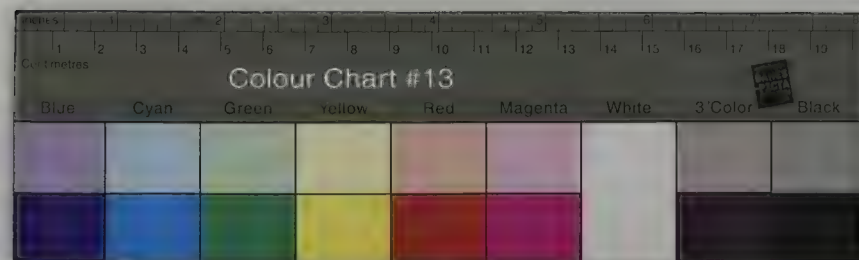 Inches 1 2 3 4 5 6 7
1 2 3 4 5 6 7 8 9 10 11 12 13 14 15 16 17 18 19
Centimetres
Colour Chart #13
Blue Cyan Green Yellow Red Magenta White 3/Color Black